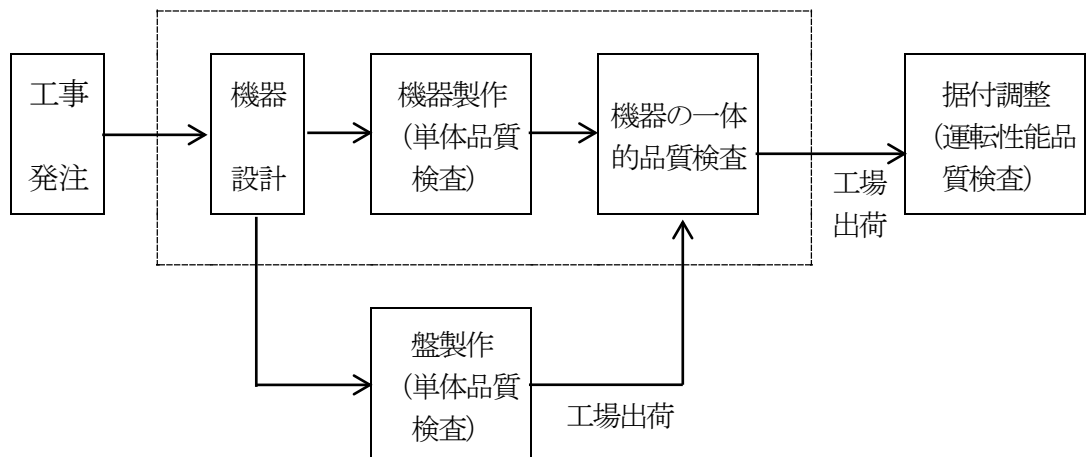 工事
発注
機器
設計
機器製作
（単体品質
検査）
機器の一体
的品質検査
工場
出荷
据付調整
（運転性能品
質検査）
盤製作
（単体品質
検査）
工場出荷